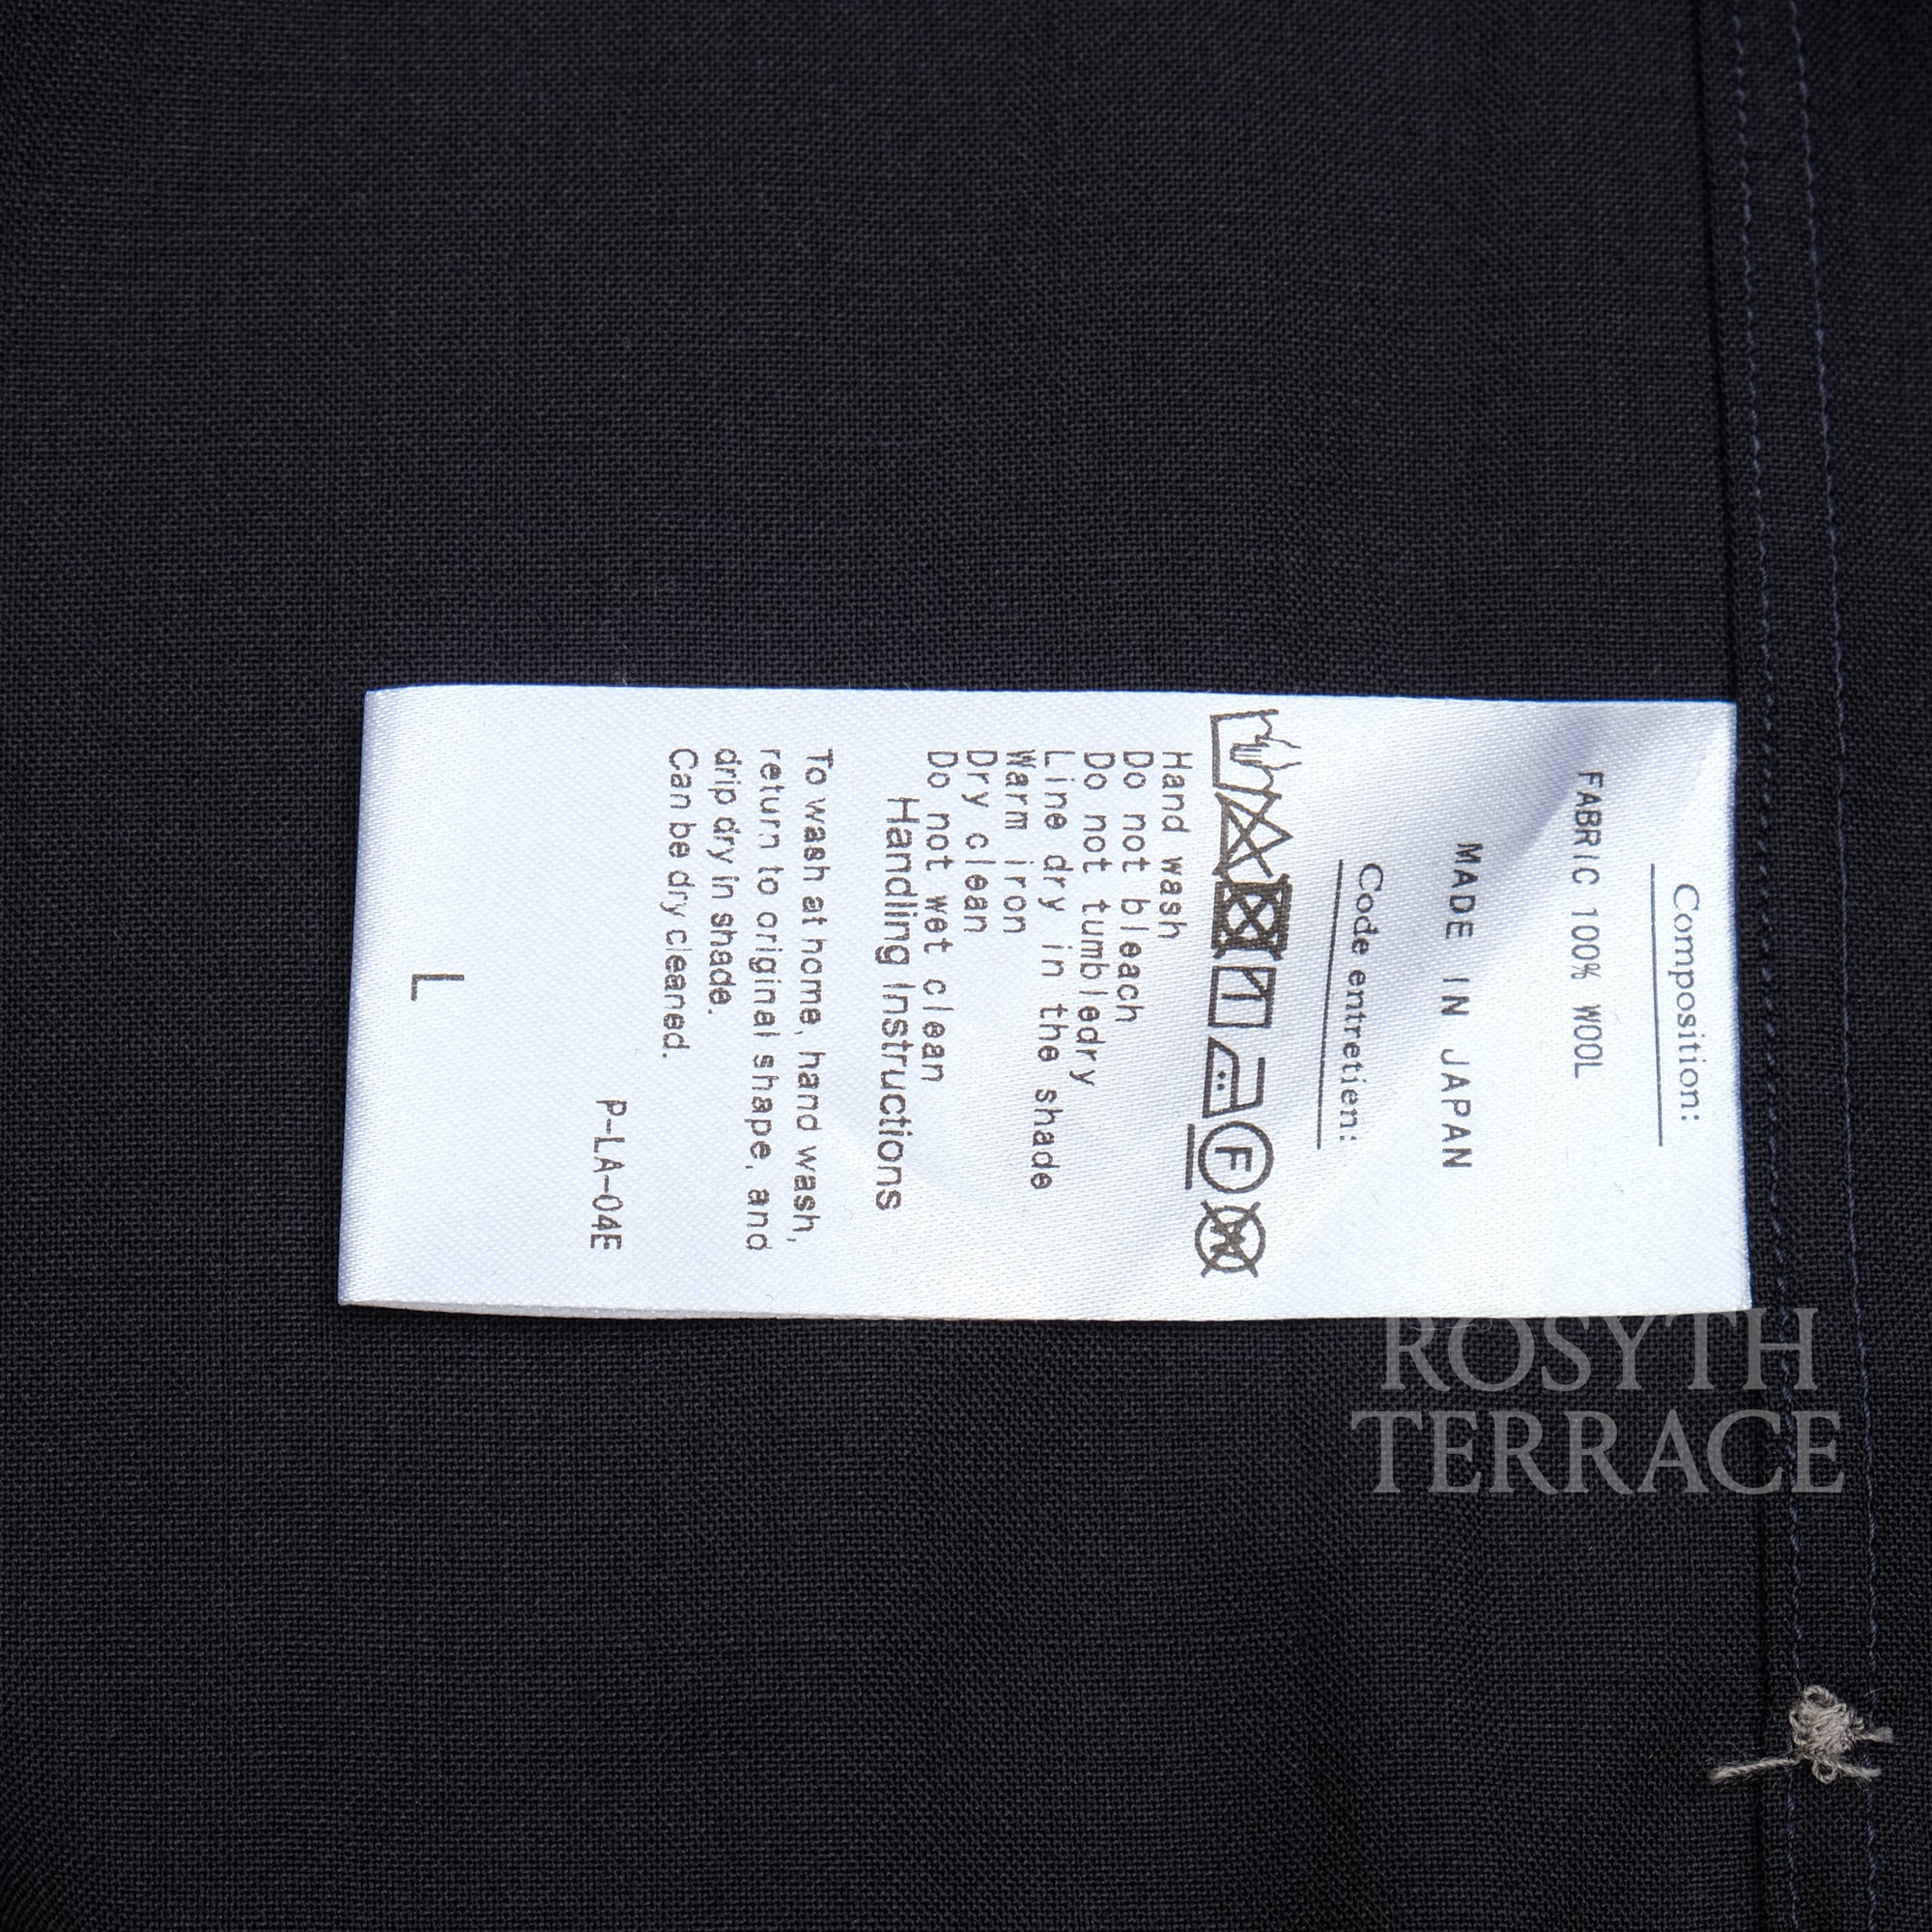 Composition:
FABRIC 100% WOOL
MADE IN JAPAN
Code entretien:
F
W
Hand wash
Do not bleach
Do not tumbledry
Line dry in the shade
Warm iron
Dry clean
Do not wet clean
Handling Instructions
To wash at home, hand wash,
return to original shape, and
drip dry in shade.
Can be dry cleaned.
P-LA-04E
L
ROSYTH
TERRACE